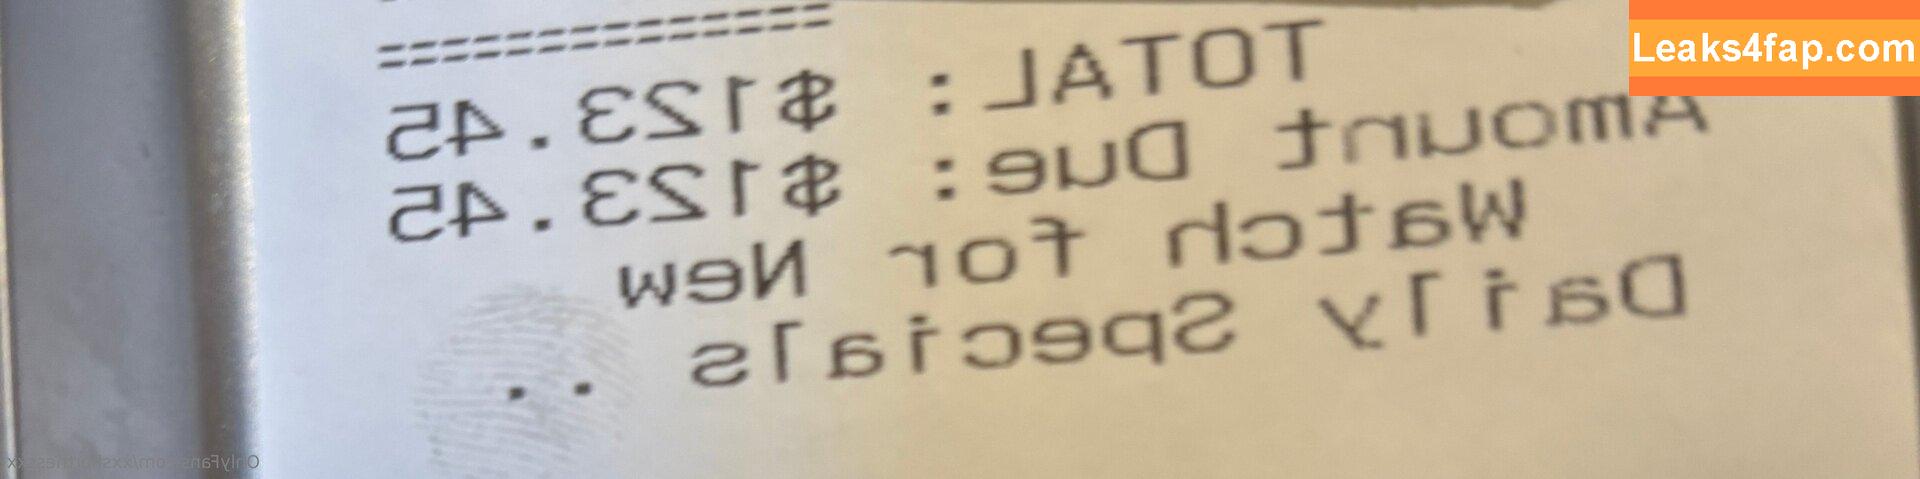 ==============
TOTAL: $123.45
Amount Due: $123.45
Watch for New
Daily Specials ..
Leaks4fap.com